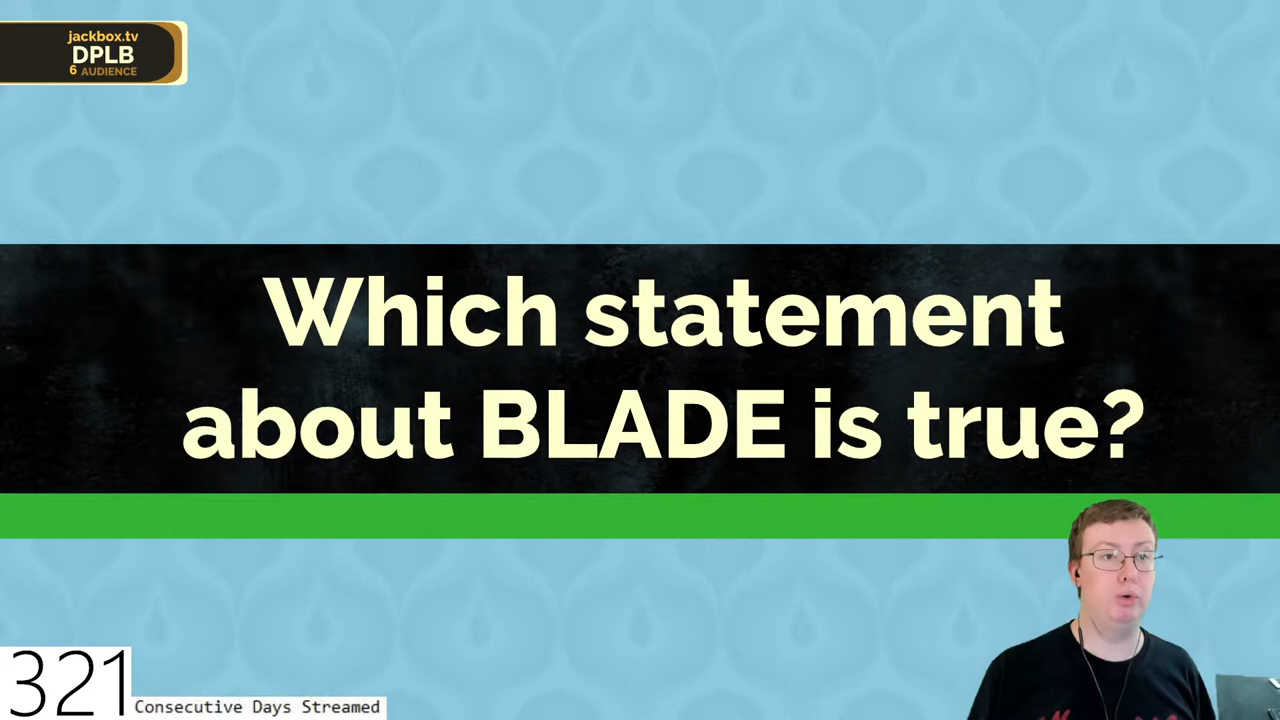 jackbox.tv
DPLB
6 AUDIENCE
Which statement
about BLADE is true?
321
Consecutive Days Streamed